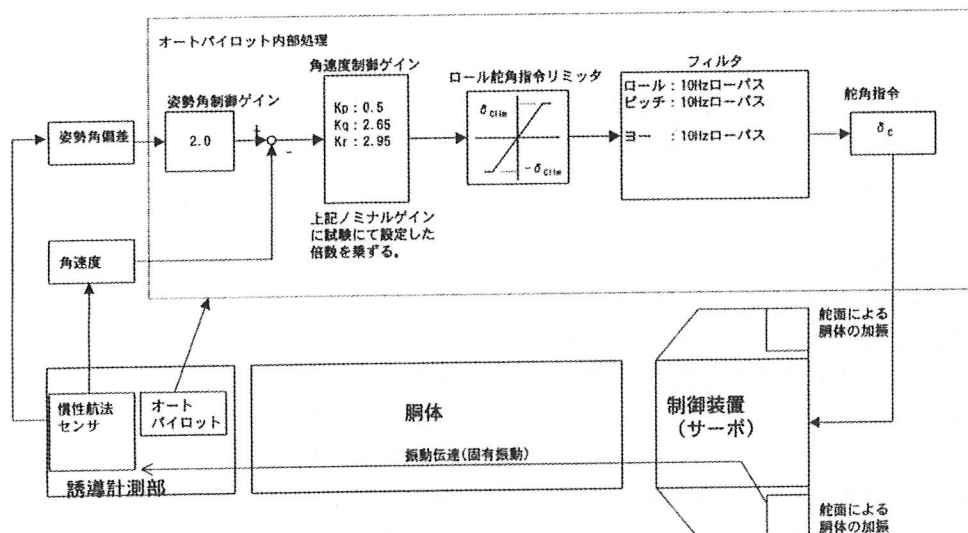 オートパイロット内部処理
姿勢角偏差
姿勢角制御ゲイン
2.0
+
-
角速度制御ゲイン
Kp : 0.5
Kq : 2.65
Kr : 2.95
上記ノミナルゲイン
に試験にて設定した
倍数を乗ずる。
ロール舵角指令リミッタ
δclim
-δclim
フィルタ
ロール : 10Hzローパス
ピッチ : 10Hzローパス
ヨー : 10Hzローパス
舵角指令
δc
角速度
慣性航法
センサ
オート
パイロット
誘導計測部
胴体
振動伝達(固有振動)
制御装置
(サーボ)
舵面による
胴体の加振
舵面による
胴体の加振